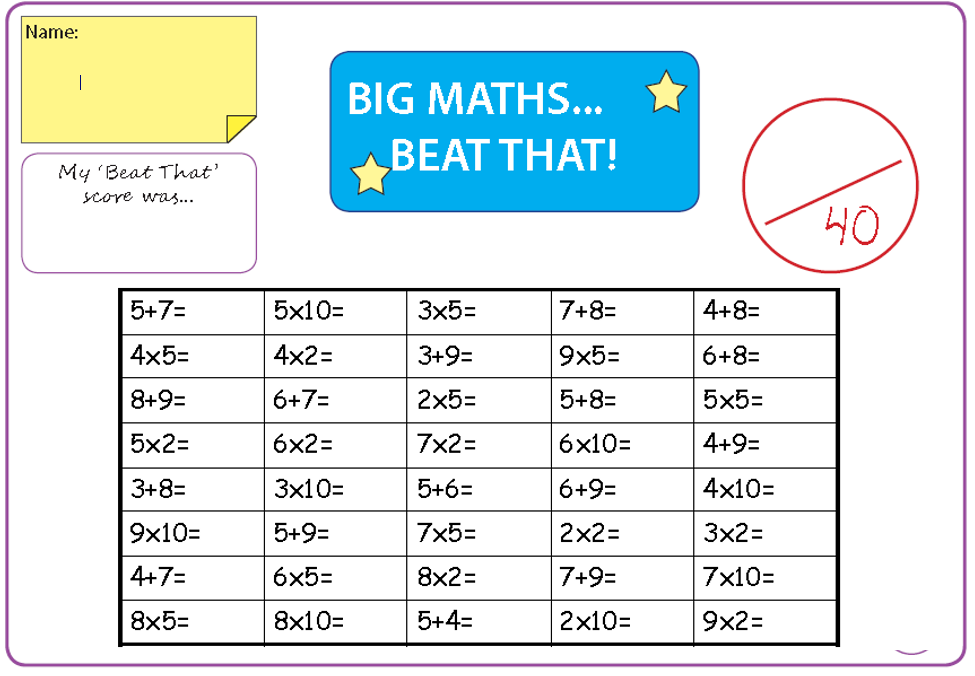 Name:
BIG MATHS...
BEAT THAT!
My 'Beat That'
score was...
40
5+7= 5x10= 3x5= 7+8= 4+8=
4x5= 4x2= 3+9= 9x5= 6+8=
8+9= 6+7= 2x5= 5+8= 5x5=
5x2= 6x2= 7x2= 6x10= 4+9=
3+8= 3x10= 5+6= 6+9= 4x10=
9x10= 5+9= 7x5= 2x2= 3x2=
4+7= 6x5= 8x2= 7+9= 7x10=
8x5= 8x10= 5+4= 2x10= 9x2=